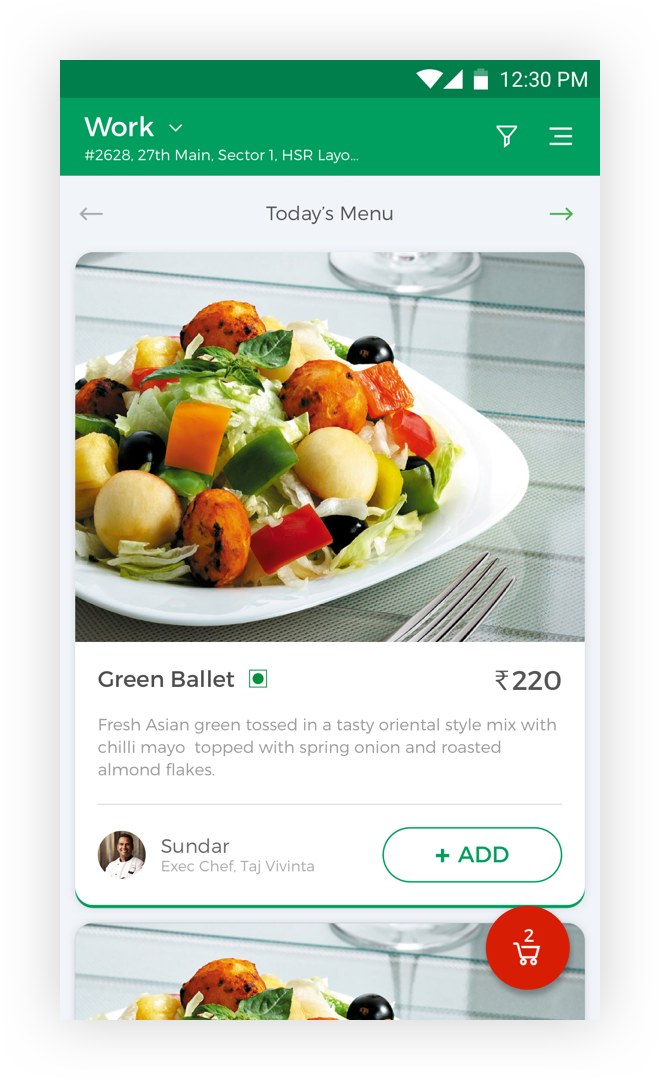 12:30 PM
Work
#2628, 27th Main, Sector 1, HSR Layo...
Today’s Menu
Green Ballet
₹220
Fresh Asian green tossed in a tasty oriental style mix with
chilli mayo  topped with spring onion and roasted
almond flakes.
Sundar
Exec Chef, Taj Vivinta
+ ADD
2